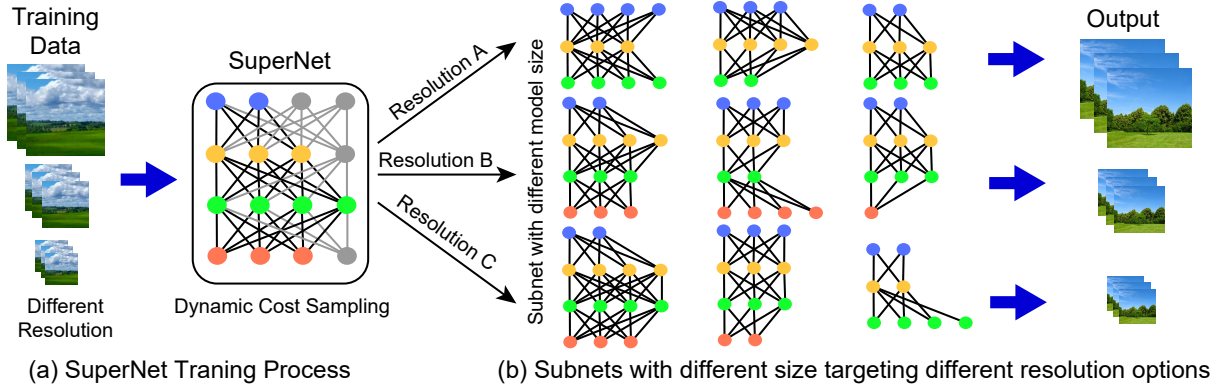 Training
Data
Different
Resolution
SuperNet
Dynamic Cost Sampling
Resolution A
Resolution B
Resolution C
(a) SuperNet Traning Process
Subnet with different model size
Output
(b) Subnets with different size targeting different resolution options